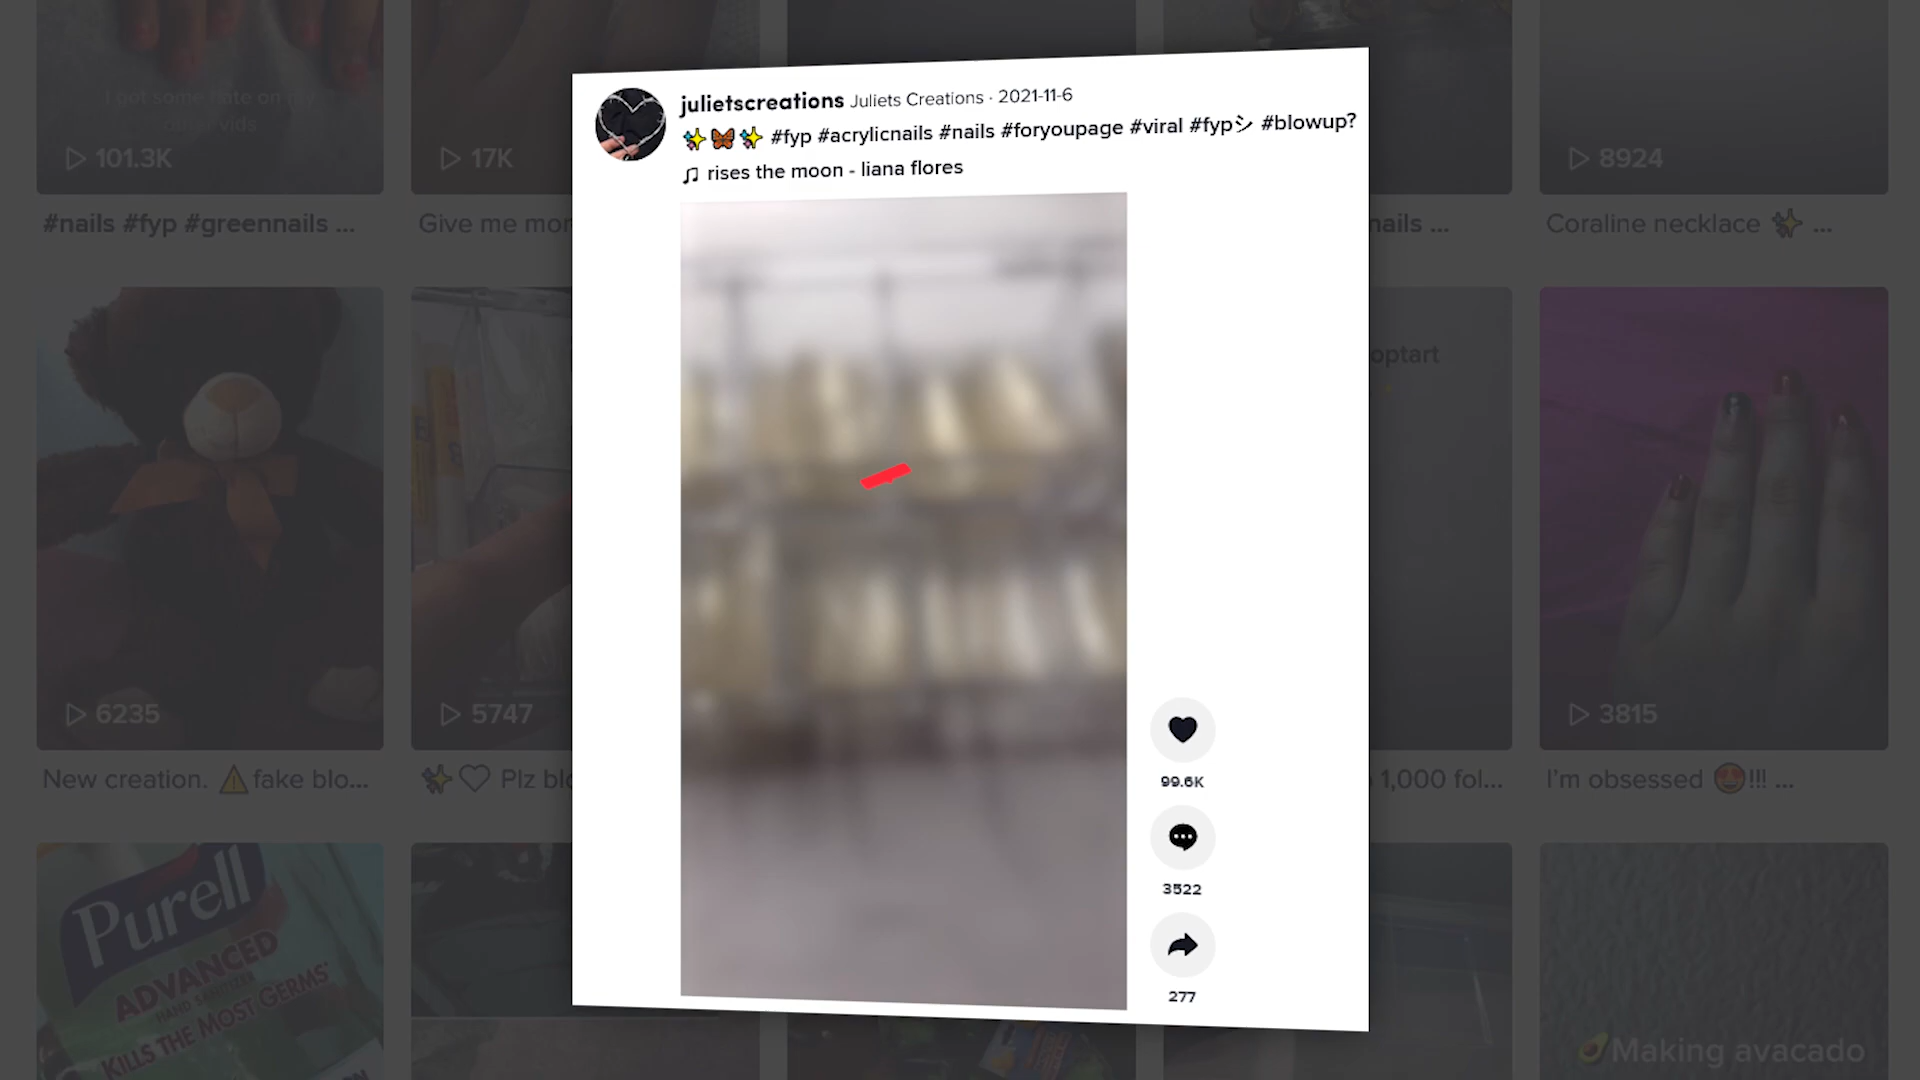 julietscreations Juliets Creations · 2021-11-6
✨🦋✨ #fyp #acrylicnails #nails #foryoupage #viral #fypシ #blowup?
rises the moon - liana flores
99.6K
3522
277
I got some hate on my
vids
101.3K
17K
8924
#nails #fyp #greennails ...
Give me mor
nails ...
Coraline necklace ✨ ...
optart
6235
5747
3815
New creation. ⚠️fake blo...
✨🤍 Plz blo
1,000 fol...
I'm obsessed 🤩!!! ...
Purell
ADVANCED
HAND SANITIZER
KILLS THE MOST GERMS*
🥑Making avacado